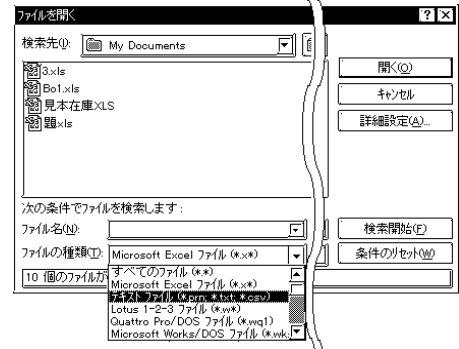 ファイルを開く
検索先(I):
My Documents
3.xls
Bo1.xls
見本在庫.XLS
題.xls
開く(O)
キャンセル
詳細設定(A)...
次の条件でファイルを検索します:
ファイル名(N):
検索開始(F)
ファイルの種類(T):
Microsoft Excel ファイル (*.x*)
条件のリセット(W)
10 個のファイルが
すべてのファイル (*.*)
Microsoft Excel ファイル (*.x*)
テキスト ファイル (*.prn; *.txt; *.csv)
Lotus 1-2-3 ファイル (*.w*)
Quattro Pro/DOS ファイル (*.wq1)
Microsoft Works/DOS ファイル (*.wk: